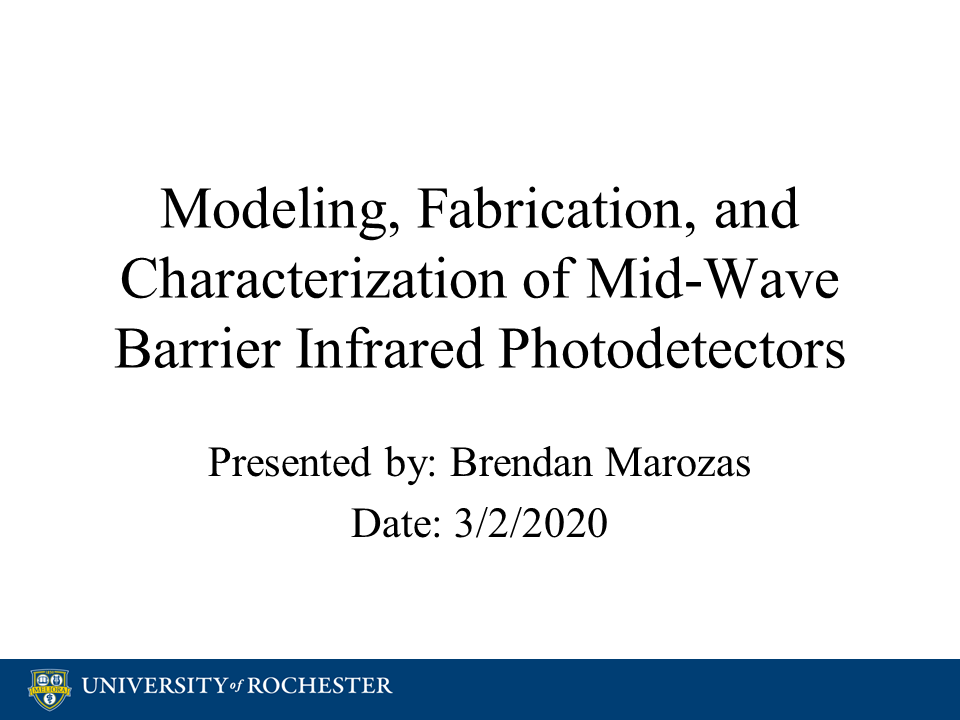 Modeling, Fabrication, and
Characterization of Mid-Wave
Barrier Infrared Photodetectors
Presented by: Brendan Marozas
Date: 3/2/2020
MELIORA
UNIVERSITY of ROCHESTER